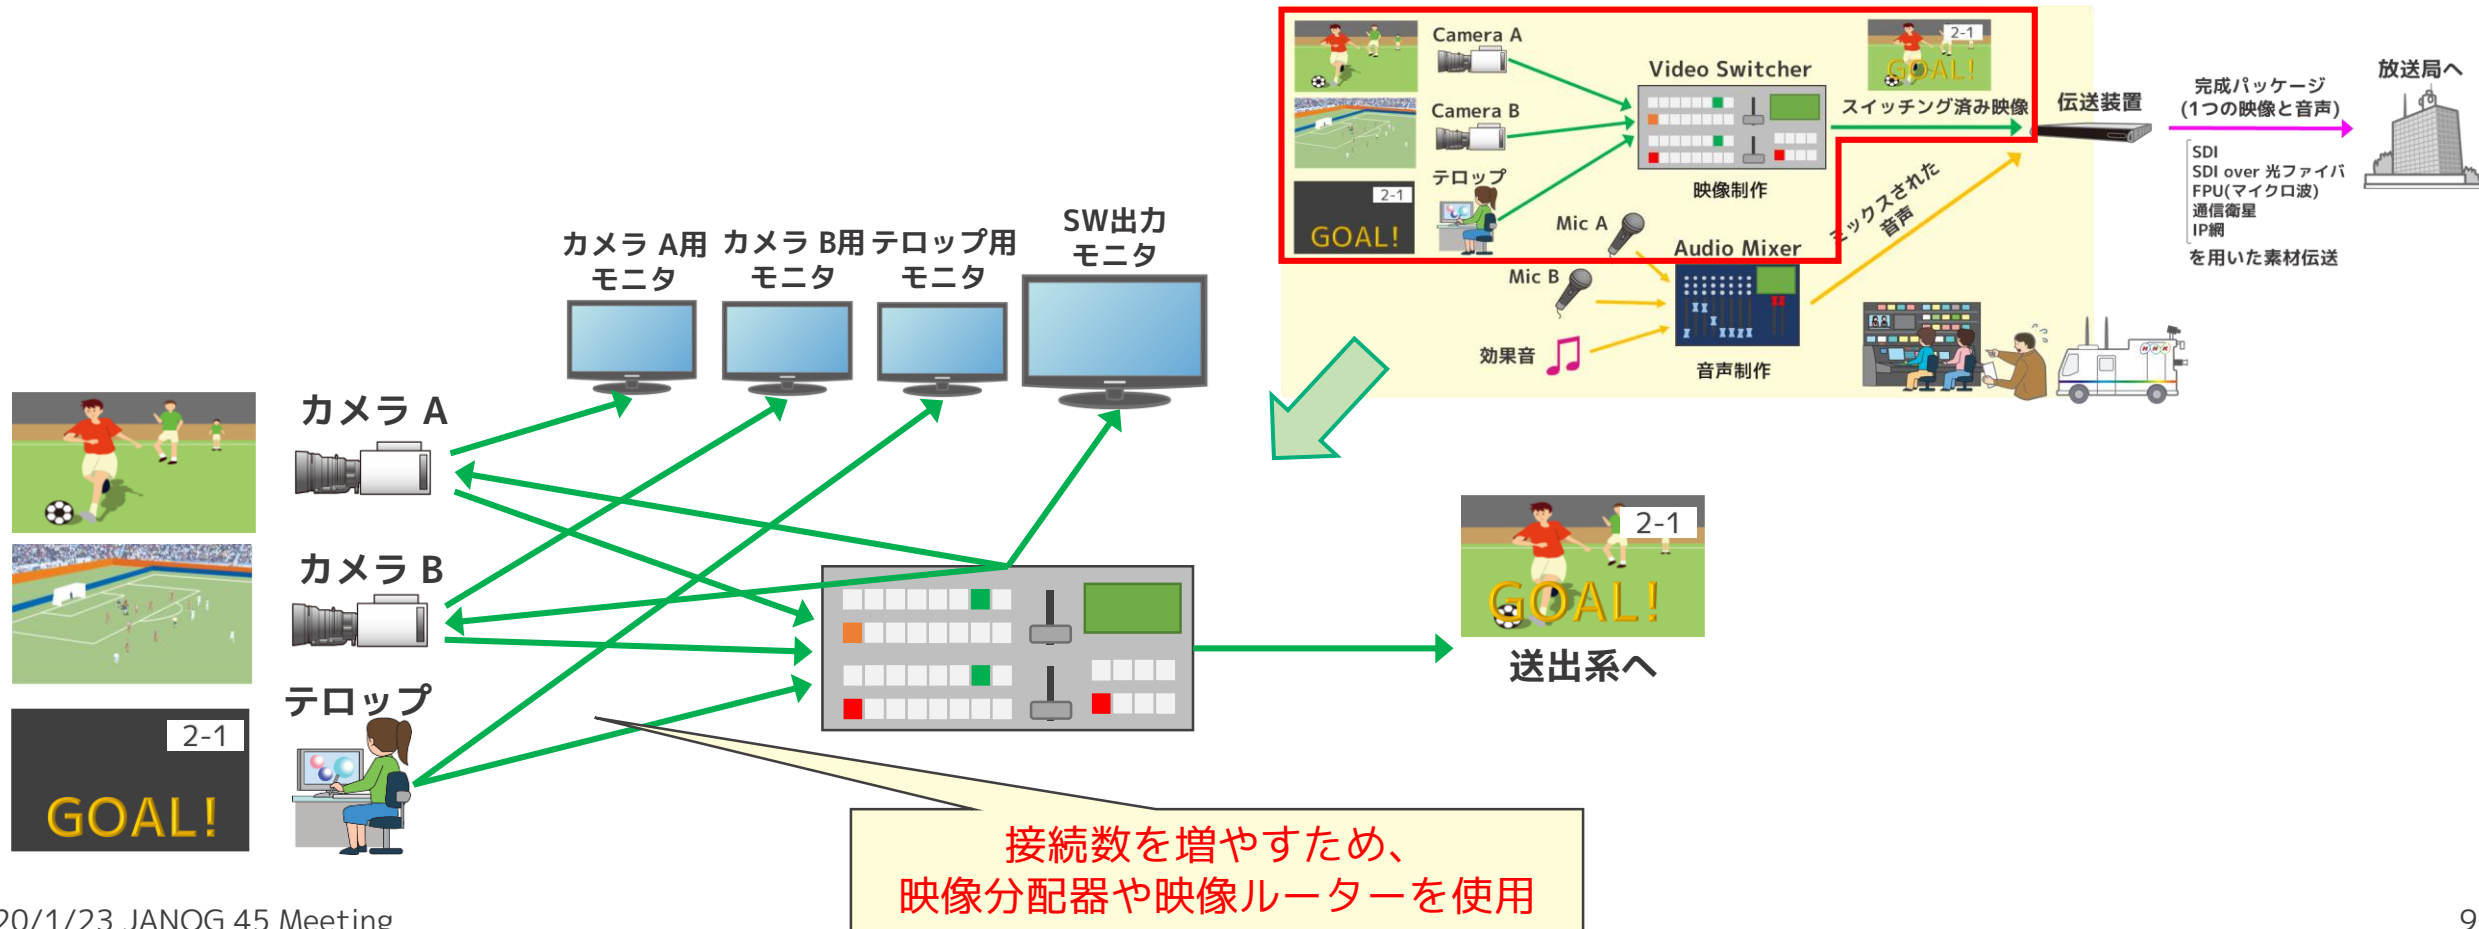 Camera A
Camera B
テロップ
2-1
GOAL!
Video Switcher
映像制作
2-1
GOAL!
スイッチング済み映像
伝送装置
完成パッケージ
(1つの映像と音声)
放送局へ
SDI
SDI over 光ファイバ
FPU(マイクロ波)
通信衛星
IP網
を用いた素材伝送
Mic A
Mic B
効果音
Audio Mixer
音声制作
ミックスされた
音声
NHK
カメラ A用
モニタ
カメラ B用
モニタ
テロップ用
モニタ
SW出力
モニタ
カメラ A
カメラ B
テロップ
2-1
GOAL!
2-1
GOAL!
送出系へ
接続数を増やすため、
映像分配器や映像ルーターを使用
20/1/23 JANOG 45 Meeting
9